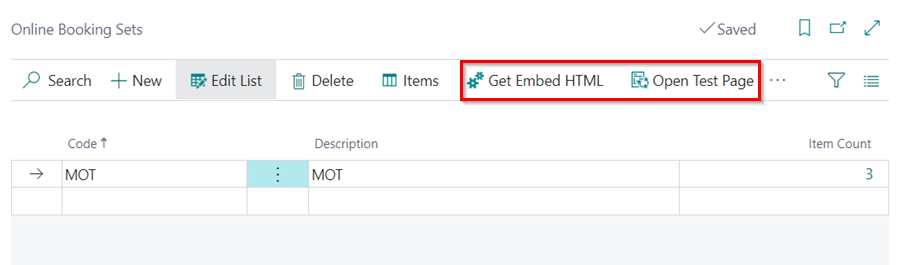 Online Booking Sets
Saved
Search New Edit List Delete Items Get Embed HTML Open Test Page ...
Code↑ Description Item Count
MOT MOT 3